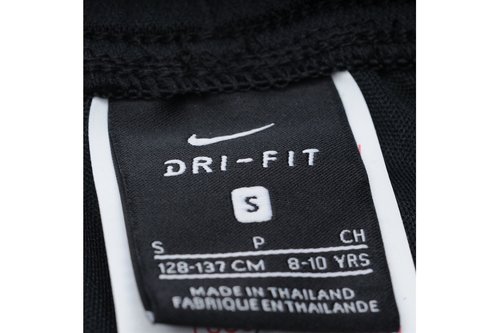 DRI-FIT
S
S P CH
128-137 CM 8-10 YRS
MADE IN THAILAND
FABRIQUE EN THAILANDE